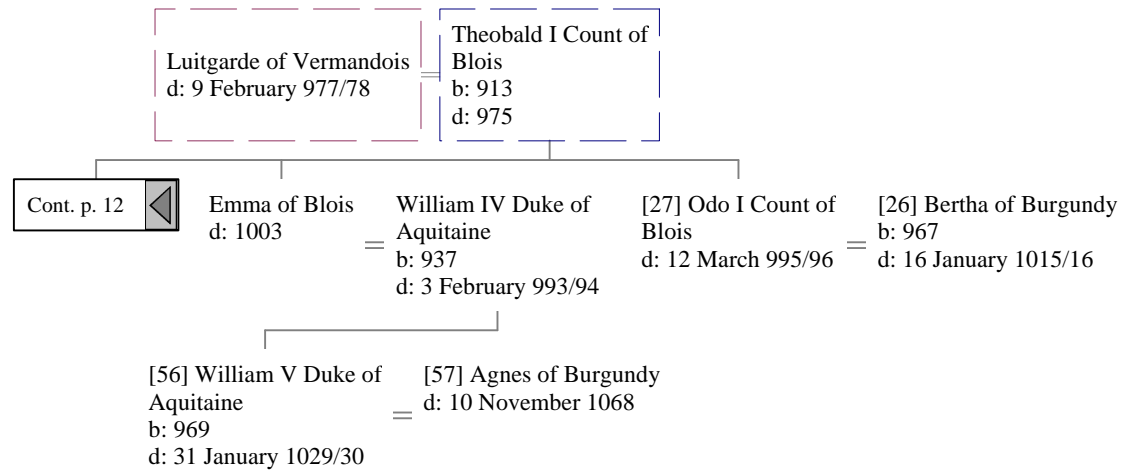 Luitgarde of Vermandois
d: 9 February 977/78
Theobald I Count of
Blois
b: 913
d: 975
Cont. p. 12
Emma of Blois
d: 1003
William IV Duke of
Aquitaine
b: 937
d: 3 February 993/94
[27] Odo I Count of
Blois
d: 12 March 995/96
[26] Bertha of Burgundy
b: 967
d: 16 January 1015/16
[56] William V Duke of
Aquitaine
b: 969
d: 31 January 1029/30
[57] Agnes of Burgundy
d: 10 November 1068